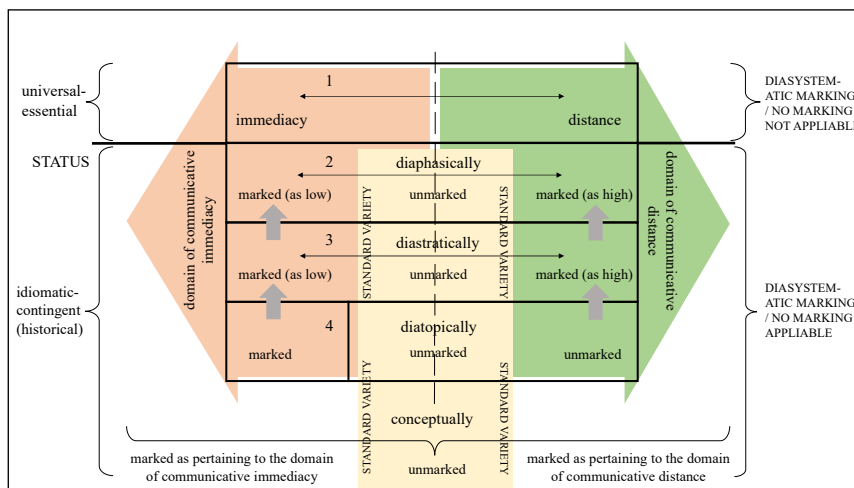 universal-
essential
1
immediacy
distance
DIASYSTEM-
ATIC MARKING
/ NO MARKING
NOT APPLIABLE
STATUS
2
diaphasically
marked (as low)
unmarked
marked (as high)
domain of communicative
immediacy
STANDARD VARIETY
STANDARD VARIETY
domain of communicative
distance
3
diastratically
marked (as low)
unmarked
marked (as high)
idiomatic-
contingent
(historical)
DIASYSTEM-
ATIC MARKING
/ NO MARKING
APPLIABLE
4
diatopically
marked
unmarked
unmarked
STANDARD VARIETY
STANDARD VARIETY
conceptually
marked as pertaining to the domain
of communicative immediacy
unmarked
marked as pertaining to the domain
of communicative distance